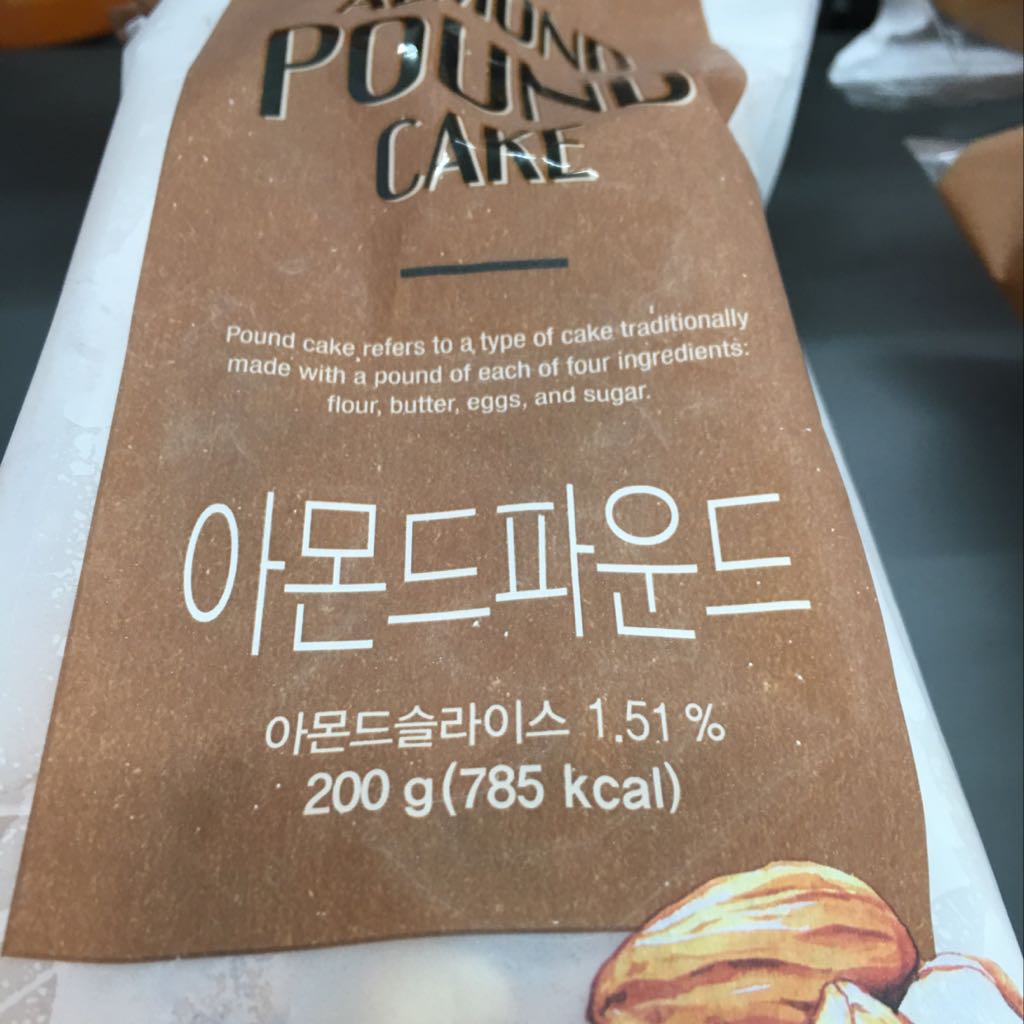 ALMOND
POUND
CAKE
Pound cake refers to a type of cake traditionally
made with a pound of each of four ingredients:
flour, butter, eggs, and sugar.
아몬드파운드
아몬드슬라이스 1.51 %
200 g(785 kcal)